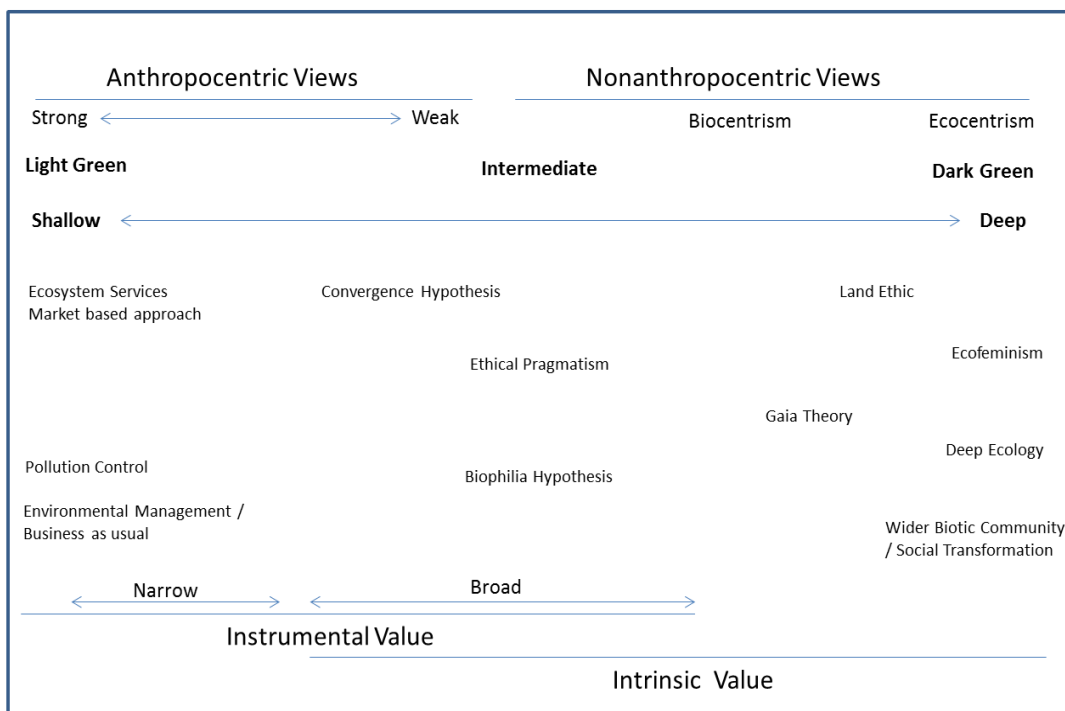 Anthropocentric Views
Nonanthropocentric Views
Strong
Weak
Biocentrism
Ecocentrism
Light Green
Intermediate
Dark Green
Shallow
Deep
Ecosystem Services
Market based approach
Convergence Hypothesis
Land Ethic
Ethical Pragmatism
Ecofeminism
Gaia Theory
Deep Ecology
Pollution Control
Biophilia Hypothesis
Environmental Management /
Business as usual
Wider Biotic Community
/ Social Transformation
Narrow
Broad
Instrumental Value
Intrinsic Value